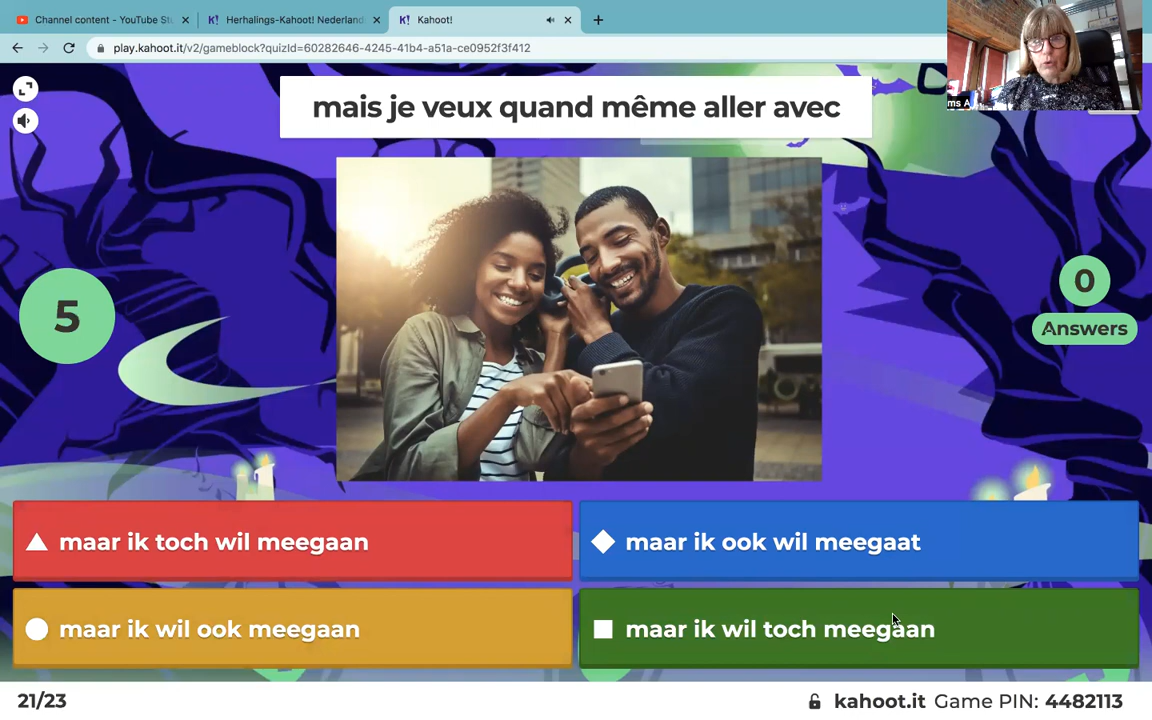 Channel content - YouTube St
Herhalings-Kahoot! Nederland
Kahoot!
play.kahoot.it/v2/gameblock?quizId=60282646-4245-41b4-a51a-ce0952f3f412
ms A
mais je veux quand même aller avec
5
0
Answers
maar ik toch wil meegaan
maar ik ook wil meegaat
maar ik wil ook meegaan
maar ik wil toch meegaan
21/23
kahoot.it Game PIN: 4482113